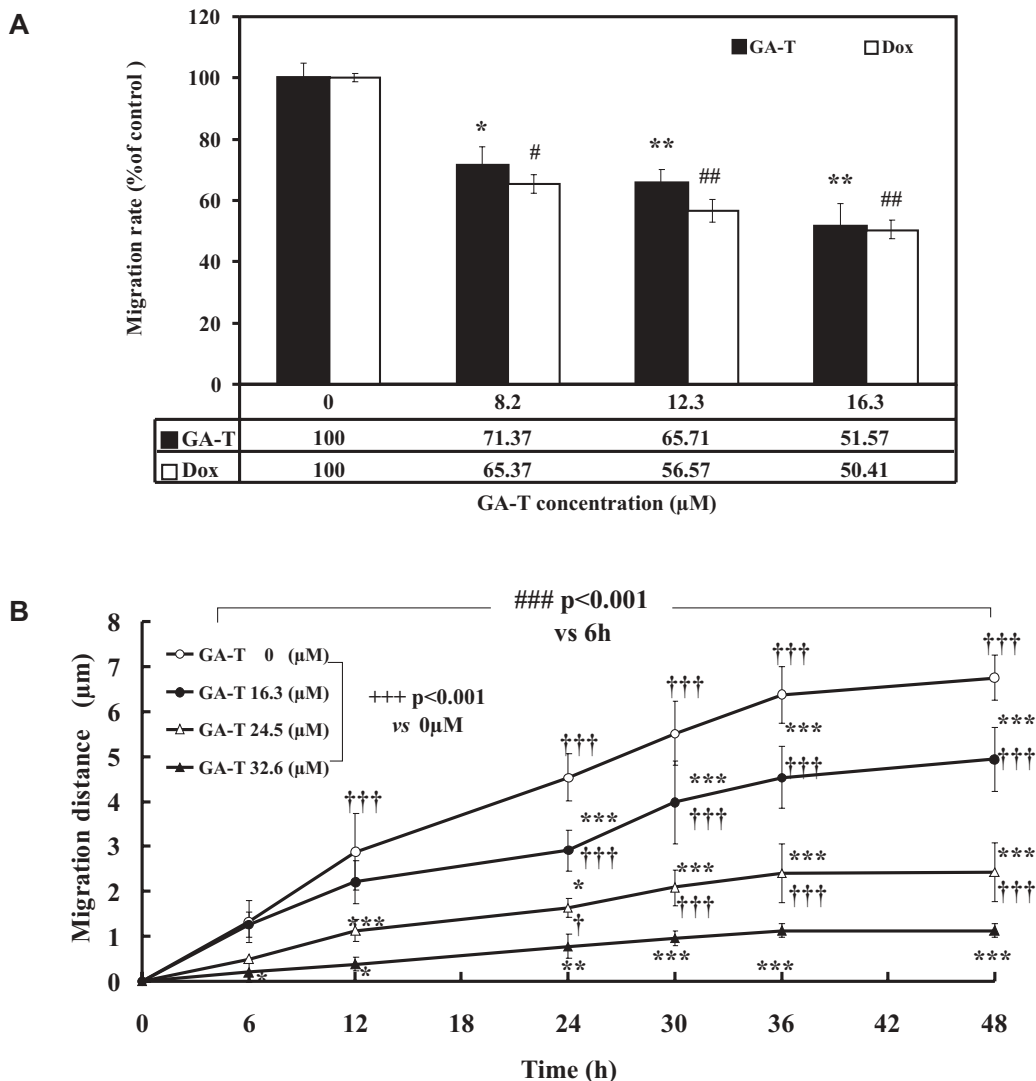 A
120
100
80
60
40
20
0
Migration rate (% of control )
GA-T Dox
* # ** ## ** ##
0 8.2 12.3 16.3
GA-T 100 71.37 65.71 51.57
Dox 100 65.37 56.57 50.41
GA-T concentration (µM)
B
### p<0.001
vs 6h
8
7
6
5
4
3
2
1
0
Migration distance (µm)
GA-T 0 (µM)
GA-T 16.3 (µM)
GA-T 24.5 (µM)
GA-T 32.6 (µM)
+++ p<0.001
vs 0µM
††† ††† ††† ††† †††
*** *** *** ***
††† ††† ††† †††
*** * *** *** ***
† ††† ††† †††
* * ** *** *** ***
0 6 12 18 24 30 36 42 48
Time (h)